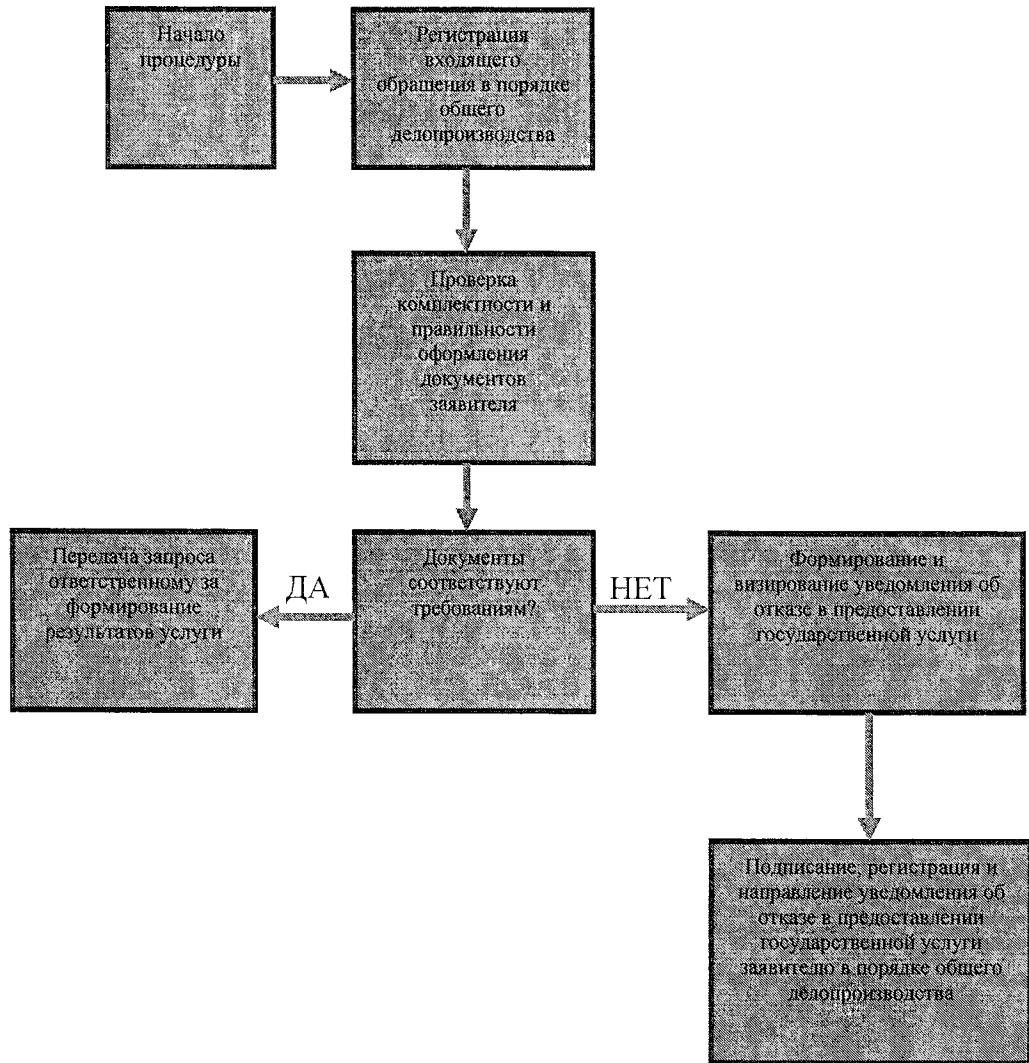 Начало
процедуры
Регистрация
входящего
обращения в порядке
общего
делопроизводства
Проверка
комплектности и
правильности
оформления
документов
заявителя
Документы
соответствуют
требованиям?
ДА
Передача запроса
ответственному за
формирование
результатов услуги
НЕТ
Формирование и
визирование уведомления об
отказе в предоставлении
государственной услуги
Подписание, регистрация и
направление уведомления об
отказе в предоставлении
государственной услуги
заявителю в порядке общего
делопроизводства